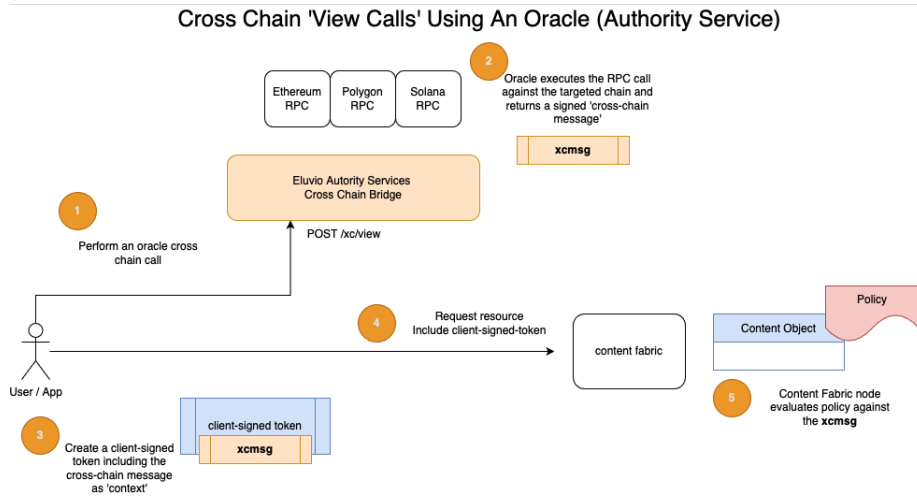 Cross Chain 'View Calls' Using An Oracle (Authority Service)
2
Ethereum
RPC
Polygon
RPC
Solana
RPC
Oracle executes the RPC call
against the targeted chain and
returns a signed 'cross-chain
message'
xcmsg
Eluvio Autority Services
Cross Chain Bridge
1
POST /xc/view
Perform an oracle cross
chain call
4
Request resource
Include client-signed-token
Policy
Content Object
content fabric
User / App
5
Content Fabric node
evaluates policy against
the xcmsg
3
Create a client-signed
token including the
cross-chain message
as 'context'
client-signed token
xcmsg